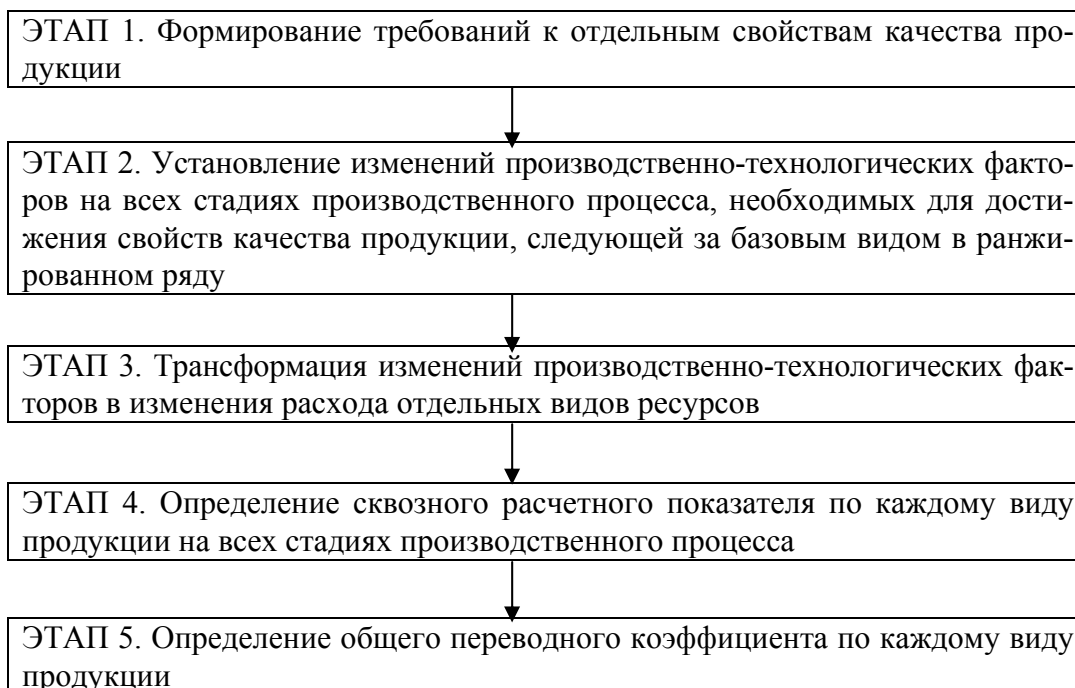 ЭТАП 1. Формирование требований к отдельным свойствам качества про-
дукции
ЭТАП 2. Установление изменений производственно-технологических факто-
ров на всех стадиях производственного процесса, необходимых для дости-
жения свойств качества продукции, следующей за базовым видом в ранжи-
рованном ряду
ЭТАП 3. Трансформация изменений производственно-технологических фак-
торов в изменения расхода отдельных видов ресурсов
ЭТАП 4. Определение сквозного расчетного показателя по каждому виду
продукции на всех стадиях производственного процесса
ЭТАП 5. Определение общего переводного коэффициента по каждому виду
продукции